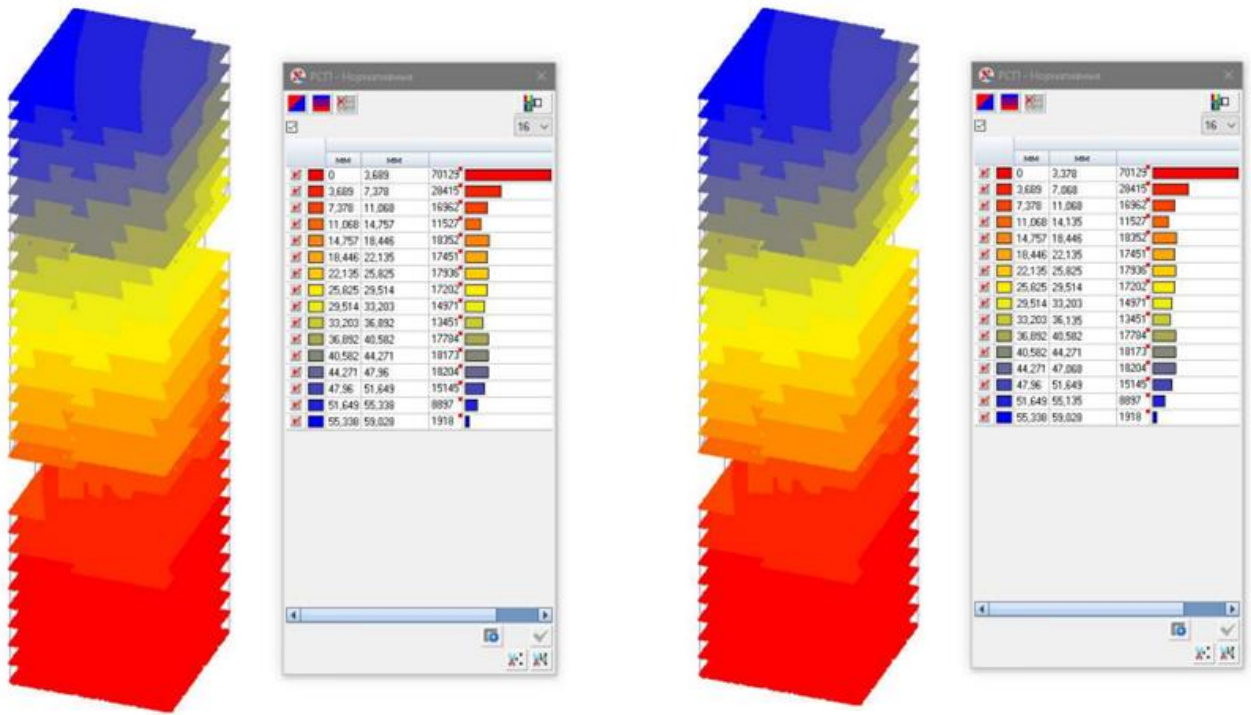 РСП - Нормативная
16
мм мм
0 3,689 70129
3,689 7,378 28415
7,378 11,068 16962
11,068 14,757 11527
14,757 18,446 18352
18,446 22,135 17451
22,135 25,825 17936
25,825 29,514 17202
29,514 33,203 14971
33,203 36,892 13451
36,892 40,582 17784
40,582 44,271 18173
44,271 47,96 18204
47,96 51,649 15145
51,649 55,338 8897
55,338 59,028 1918
РСП - Нормативная
16
мм мм
0 3,378 70129
3,689 7,068 28415
7,378 11,068 16962
11,068 14,135 11527
14,757 18,446 18352
18,446 22,135 17451
22,135 25,825 17936
25,825 29,514 17202
29,514 33,203 14971
33,203 36,135 13451
36,892 40,582 17784
40,582 44,271 18173
44,271 47,068 18204
47,96 51,649 15145
51,649 55,135 8897
55,338 59,028 1918